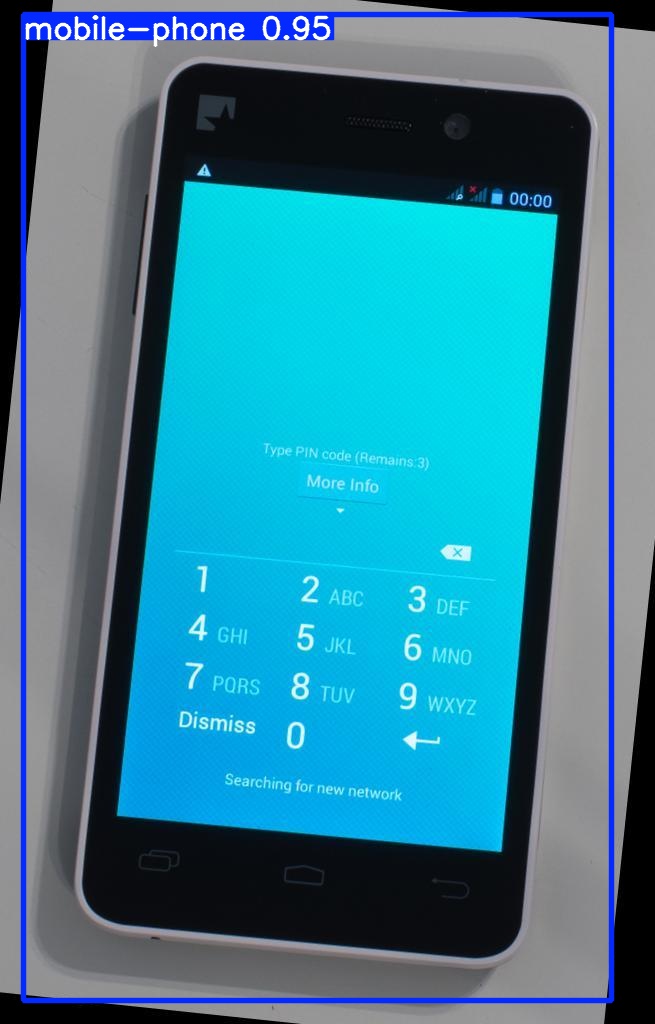 mobile-phone 0.95
00:00
Type PIN code (Remains:3)
More Info
1 2 ABC 3 DEF
4 GHI 5 JKL 6 MNO
7 PQRS 8 TUV 9 WXYZ
Dismiss 0
Searching for new network